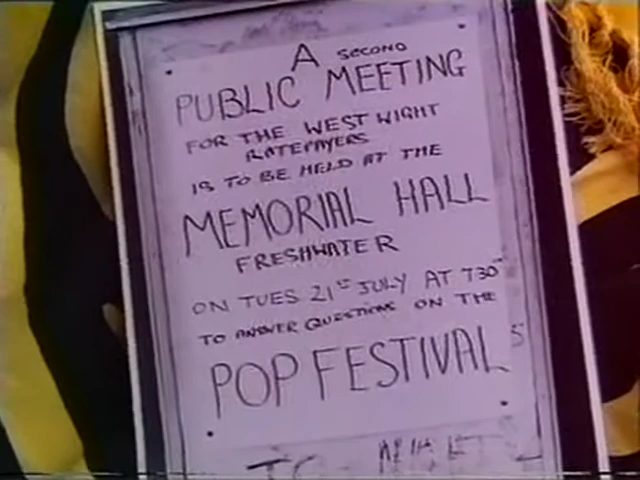 A SECOND
PUBLIC MEETING
FOR THE WEST WIGHT
RATEPAYERS
IS TO BE HELD AT THE
MEMORIAL HALL
FRESHWATER
ON TUES 21ST JULY AT 730
TO ANSWER QUESTIONS ON THE
POP FESTIVAL